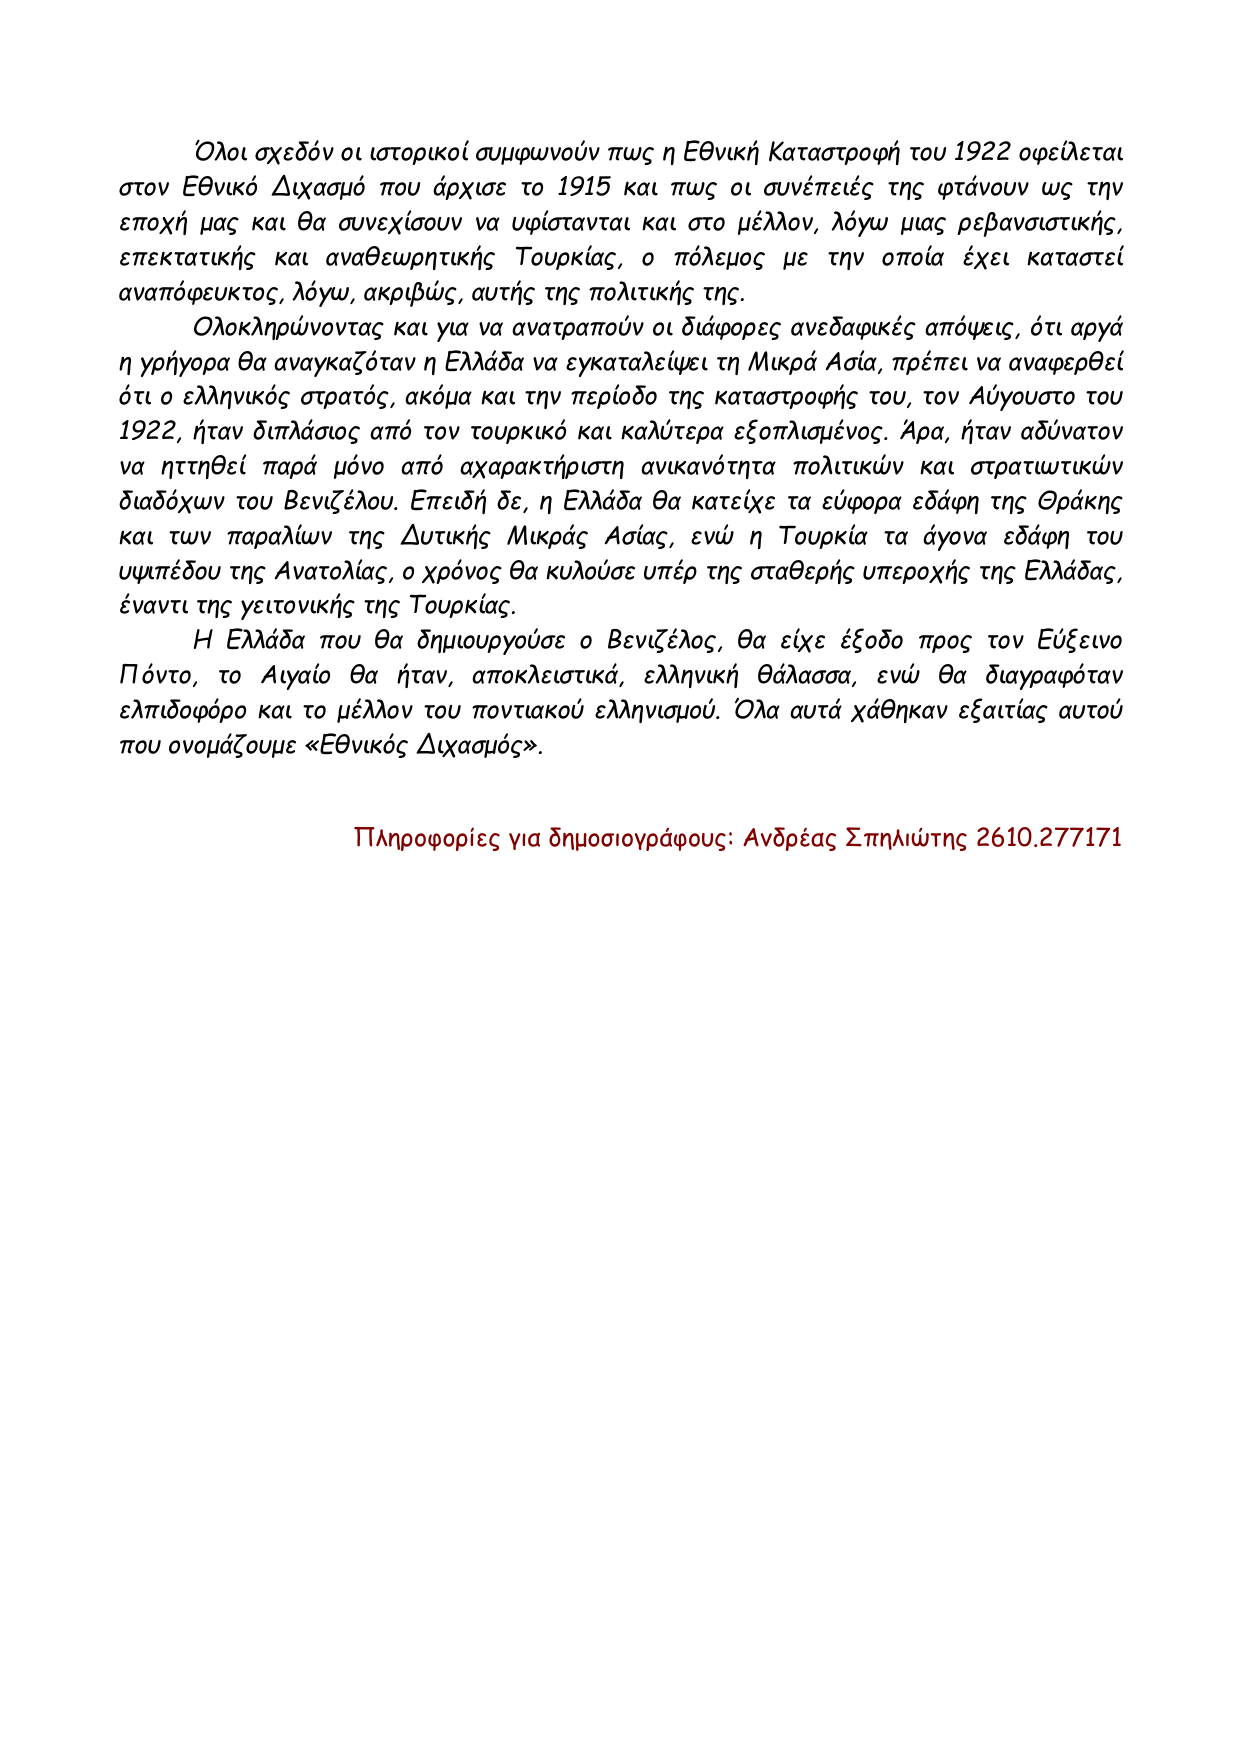 Όλοι σχεδόν οι ιστορικοί συμφωνούν πως η Εθνική Καταστροφή του 1922 οφείλεται
στον Εθνικό Διχασμό που άρχισε το 1915 και πως οι συνέπειές της φτάνουν ως την
εποχή μας και θα συνεχίσουν να υφίστανται και στο μέλλον, λόγω μιας ρεβανσιστικής,
επεκτατικής και αναθεωρητικής Τουρκίας, ο πόλεμος με την οποία έχει καταστεί
αναπόφευκτος, λόγω, ακριβώς, αυτής της πολιτικής της.
Ολοκληρώνοντας και για να ανατραπούν οι διάφορες ανεδαφικές απόψεις, ότι αργά
η γρήγορα θα αναγκαζόταν η Ελλάδα να εγκαταλείψει τη Μικρά Ασία, πρέπει να αναφερθεί
ότι ο ελληνικός στρατός, ακόμα και την περίοδο της καταστροφής του, τον Αύγουστο του
1922, ήταν διπλάσιος από τον τουρκικό και καλύτερα εξοπλισμένος. Άρα, ήταν αδύνατον
να ηττηθεί παρά μόνο από αχαρακτήριστη ανικανότητα πολιτικών και στρατιωτικών
διαδόχων του Βενιζέλου. Επειδή δε, η Ελλάδα θα κατείχε τα εύφορα εδάφη της Θράκης
και των παραλίων της Δυτικής Μικράς Ασίας, ενώ η Τουρκία τα άγονα εδάφη του
υψιπέδου της Ανατολίας, ο χρόνος θα κυλούσε υπέρ της σταθερής υπεροχής της Ελλάδας,
έναντι της γειτονικής της Τουρκίας.
Η Ελλάδα που θα δημιουργούσε ο Βενιζέλος, θα είχε έξοδο προς τον Εύξεινο
Πόντο, το Αιγαίο θα ήταν, αποκλειστικά, ελληνική θάλασσα, ενώ θα διαγραφόταν
ελπιδοφόρο και το μέλλον του ποντιακού ελληνισμού. Όλα αυτά χάθηκαν εξαιτίας αυτού
που ονομάζουμε «Εθνικός Διχασμός».
Πληροφορίες για δημοσιογράφους: Ανδρέας Σπηλιώτης 2610.277171